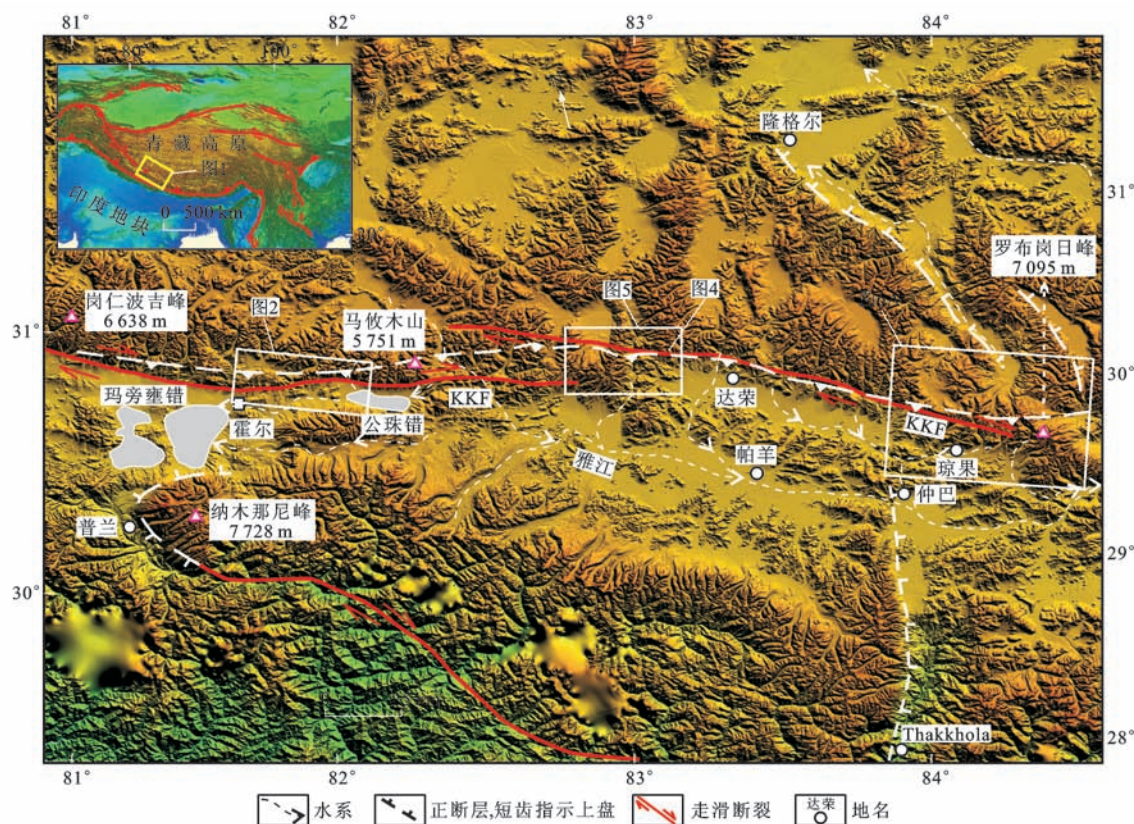 81°
82°
83°
84°
80°
100°
青藏高原
图1
印度地块
0 500 km
隆格尔
31°
罗布岗日峰
7 095 m
岗仁波吉峰
6 638 m
图2
马攸木山
5 751 m
图5
图4
31°
30°
玛旁雍错
霍尔
公珠错
KKF
达荣
KKF
雅江
帕羊
琼果
仲巴
普兰
纳木那尼峰
7 728 m
29°
30°
Thakkhola
28°
81°
82°
83°
84°
水系
正断层,短齿指示上盘
走滑断裂
达荣
地名